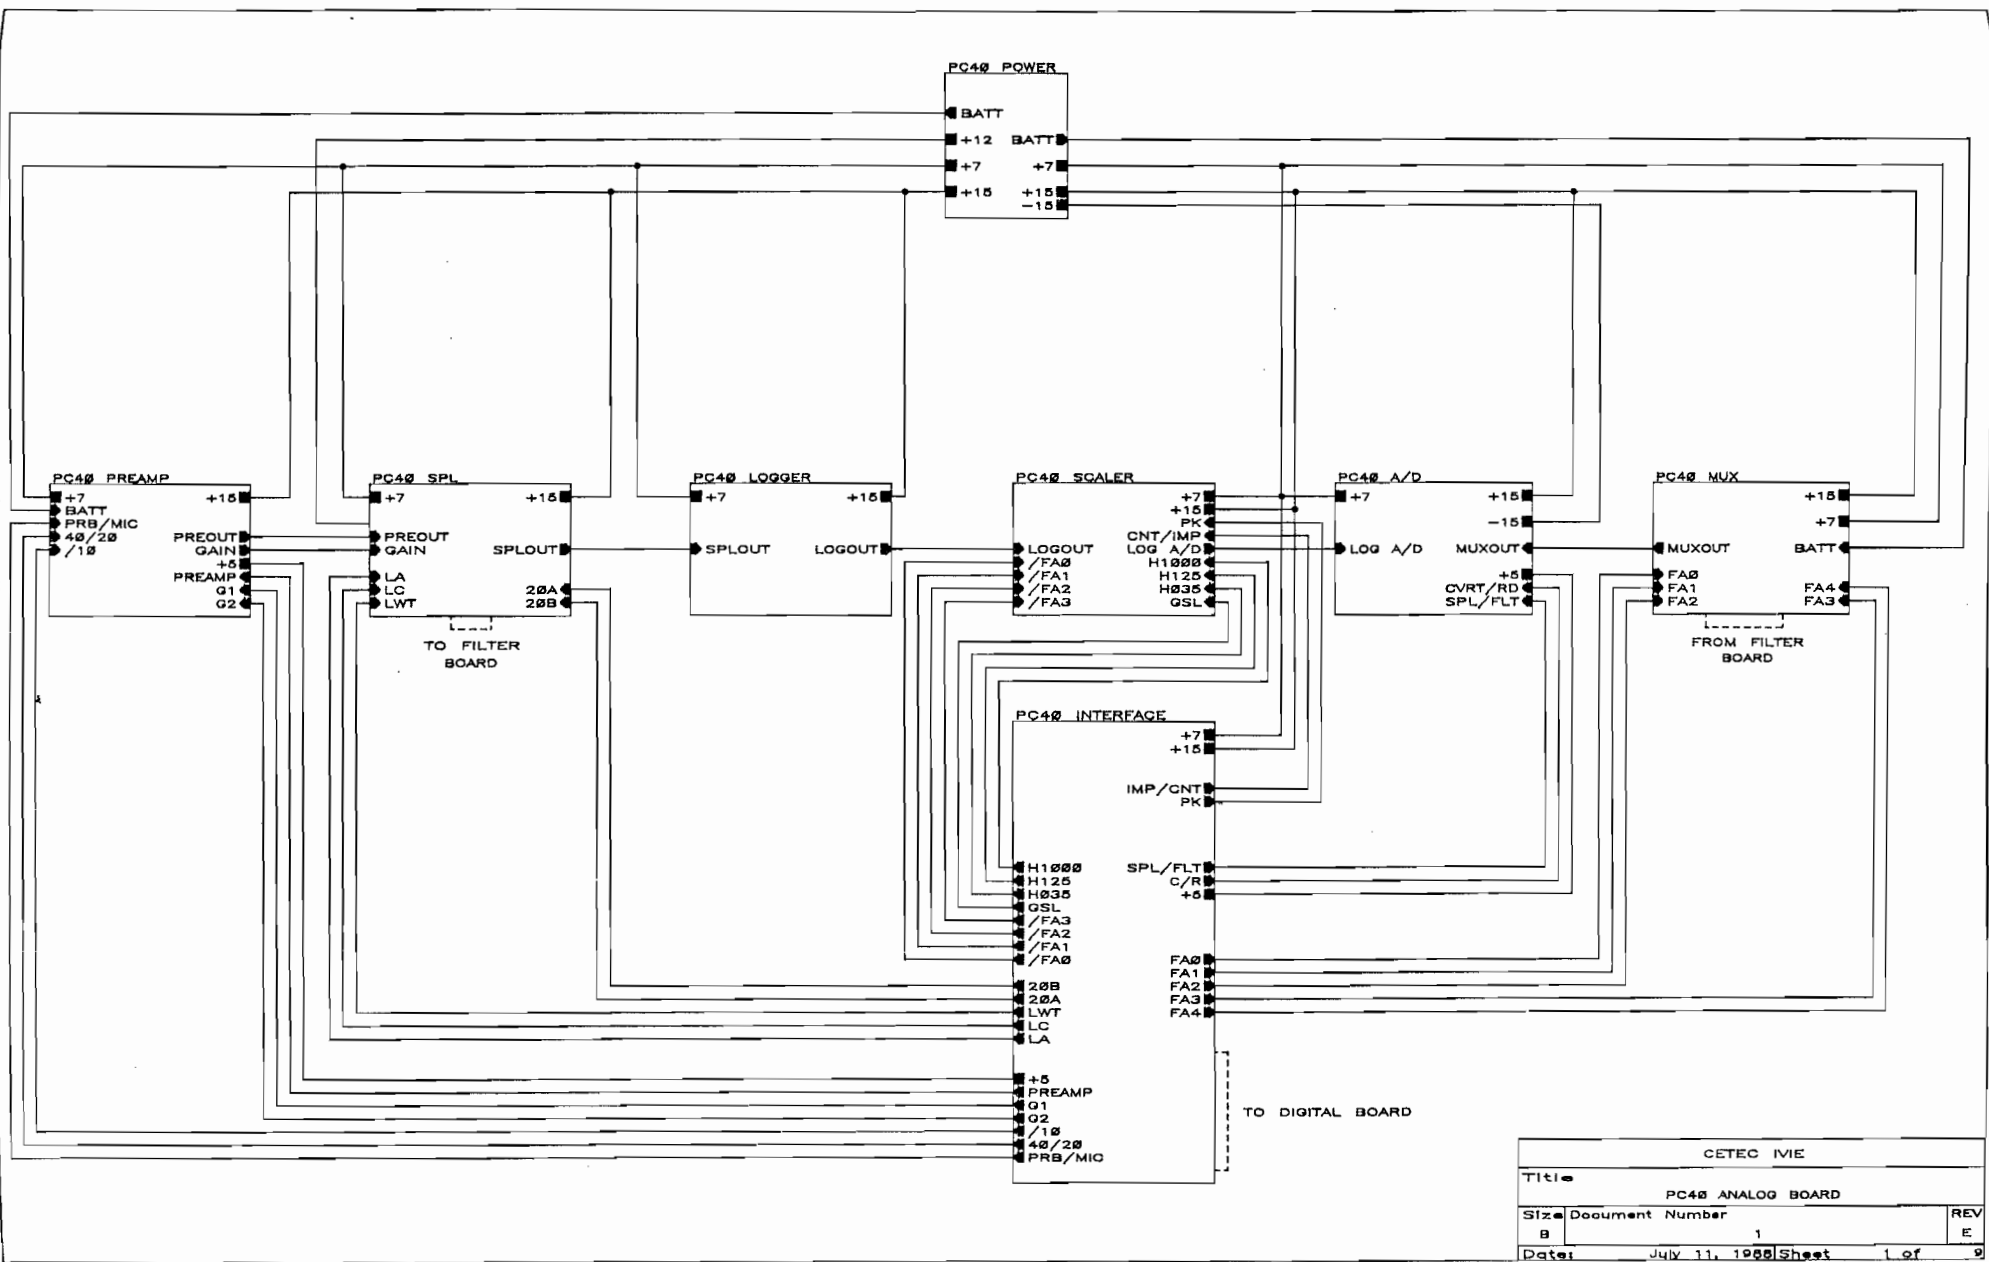 PC40 POWER
BATT
+12 BATT
+7 +7
+15 +15
-15
PC40 PREAMP
+7 +15
BATT
PRB/MIC
40/20 PREOUT
/10 GAIN
+5
PREAMP
G1
G2
PC40 SPL
+7 +15
PREOUT
GAIN SPLOUT
LA
LC 20A
LWT 20B
TO FILTER
BOARD
PC40 LOGGER
+7 +15
SPLOUT LOGOUT
PC40 SCALER
+7
+15
PK
CNT/IMP
LOGOUT LOG A/D
/FA0 H1000
/FA1 H125
/FA2 H035
/FA3 GSL
PC40 A/D
+7 +15
-15
LOG A/D MUXOUT
+5
CVRT/RD
SPL/FLT
PC40 MUX
+15
+7
MUXOUT BATT
FA0
FA1 FA4
FA2 FA3
FROM FILTER
BOARD
PC40 INTERFACE
+7
+15
IMP/CNT
PK
H1000 SPL/FLT
H125 C/R
H035 +5
GSL
/FA3
/FA2
/FA1
/FA0 FA0
FA1
20B FA2
20A FA3
LWT FA4
LC
LA
+5
PREAMP
G1
G2
/10
40/20
PRB/MIC
TO DIGITAL BOARD
CETEC IVIE
Title
PC40 ANALOG BOARD
Size Document Number REV
B 1 E
Date: July 11, Sheet 1 of 9